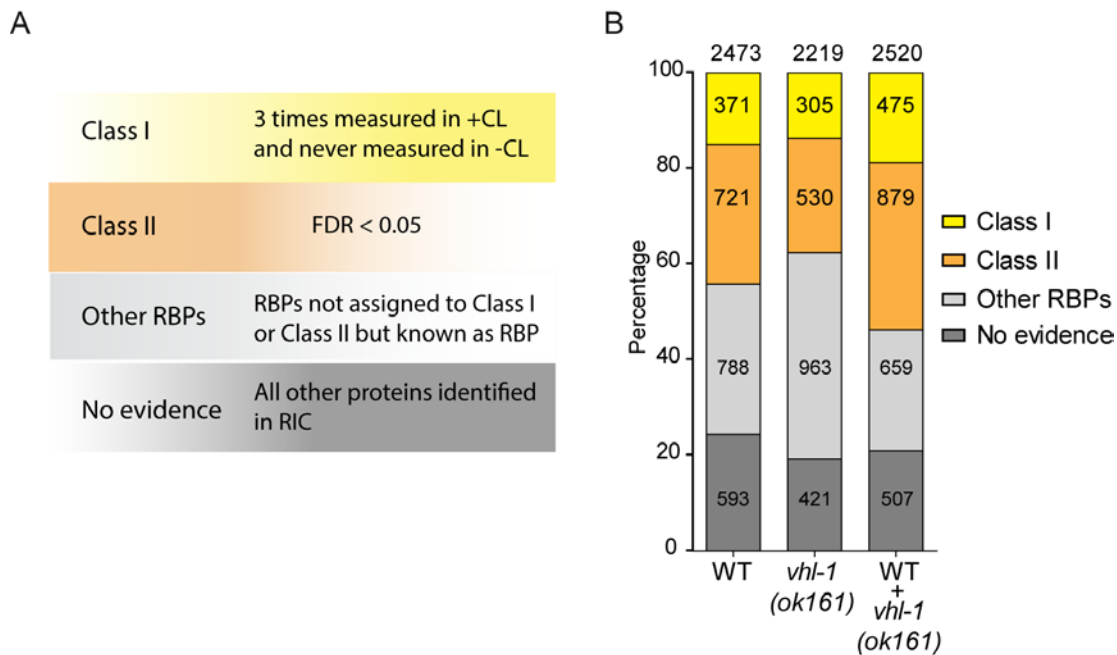 A
Class I
3 times measured in +CL
and never measured in -CL
Class II
FDR < 0.05
Other RBPs
RBPs not assigned to Class I
or Class II but known as RBP
No evidence
All other proteins identified
in RIC
B
2473 2219 2520
100
80
60
40
20
0
Percentage
371 305 475
721 530 879
788 963 659
593 421 507
WT
vhl-1
(ok161)
WT
+
vhl-1
(ok161)
Class I
Class II
Other RBPs
No evidence